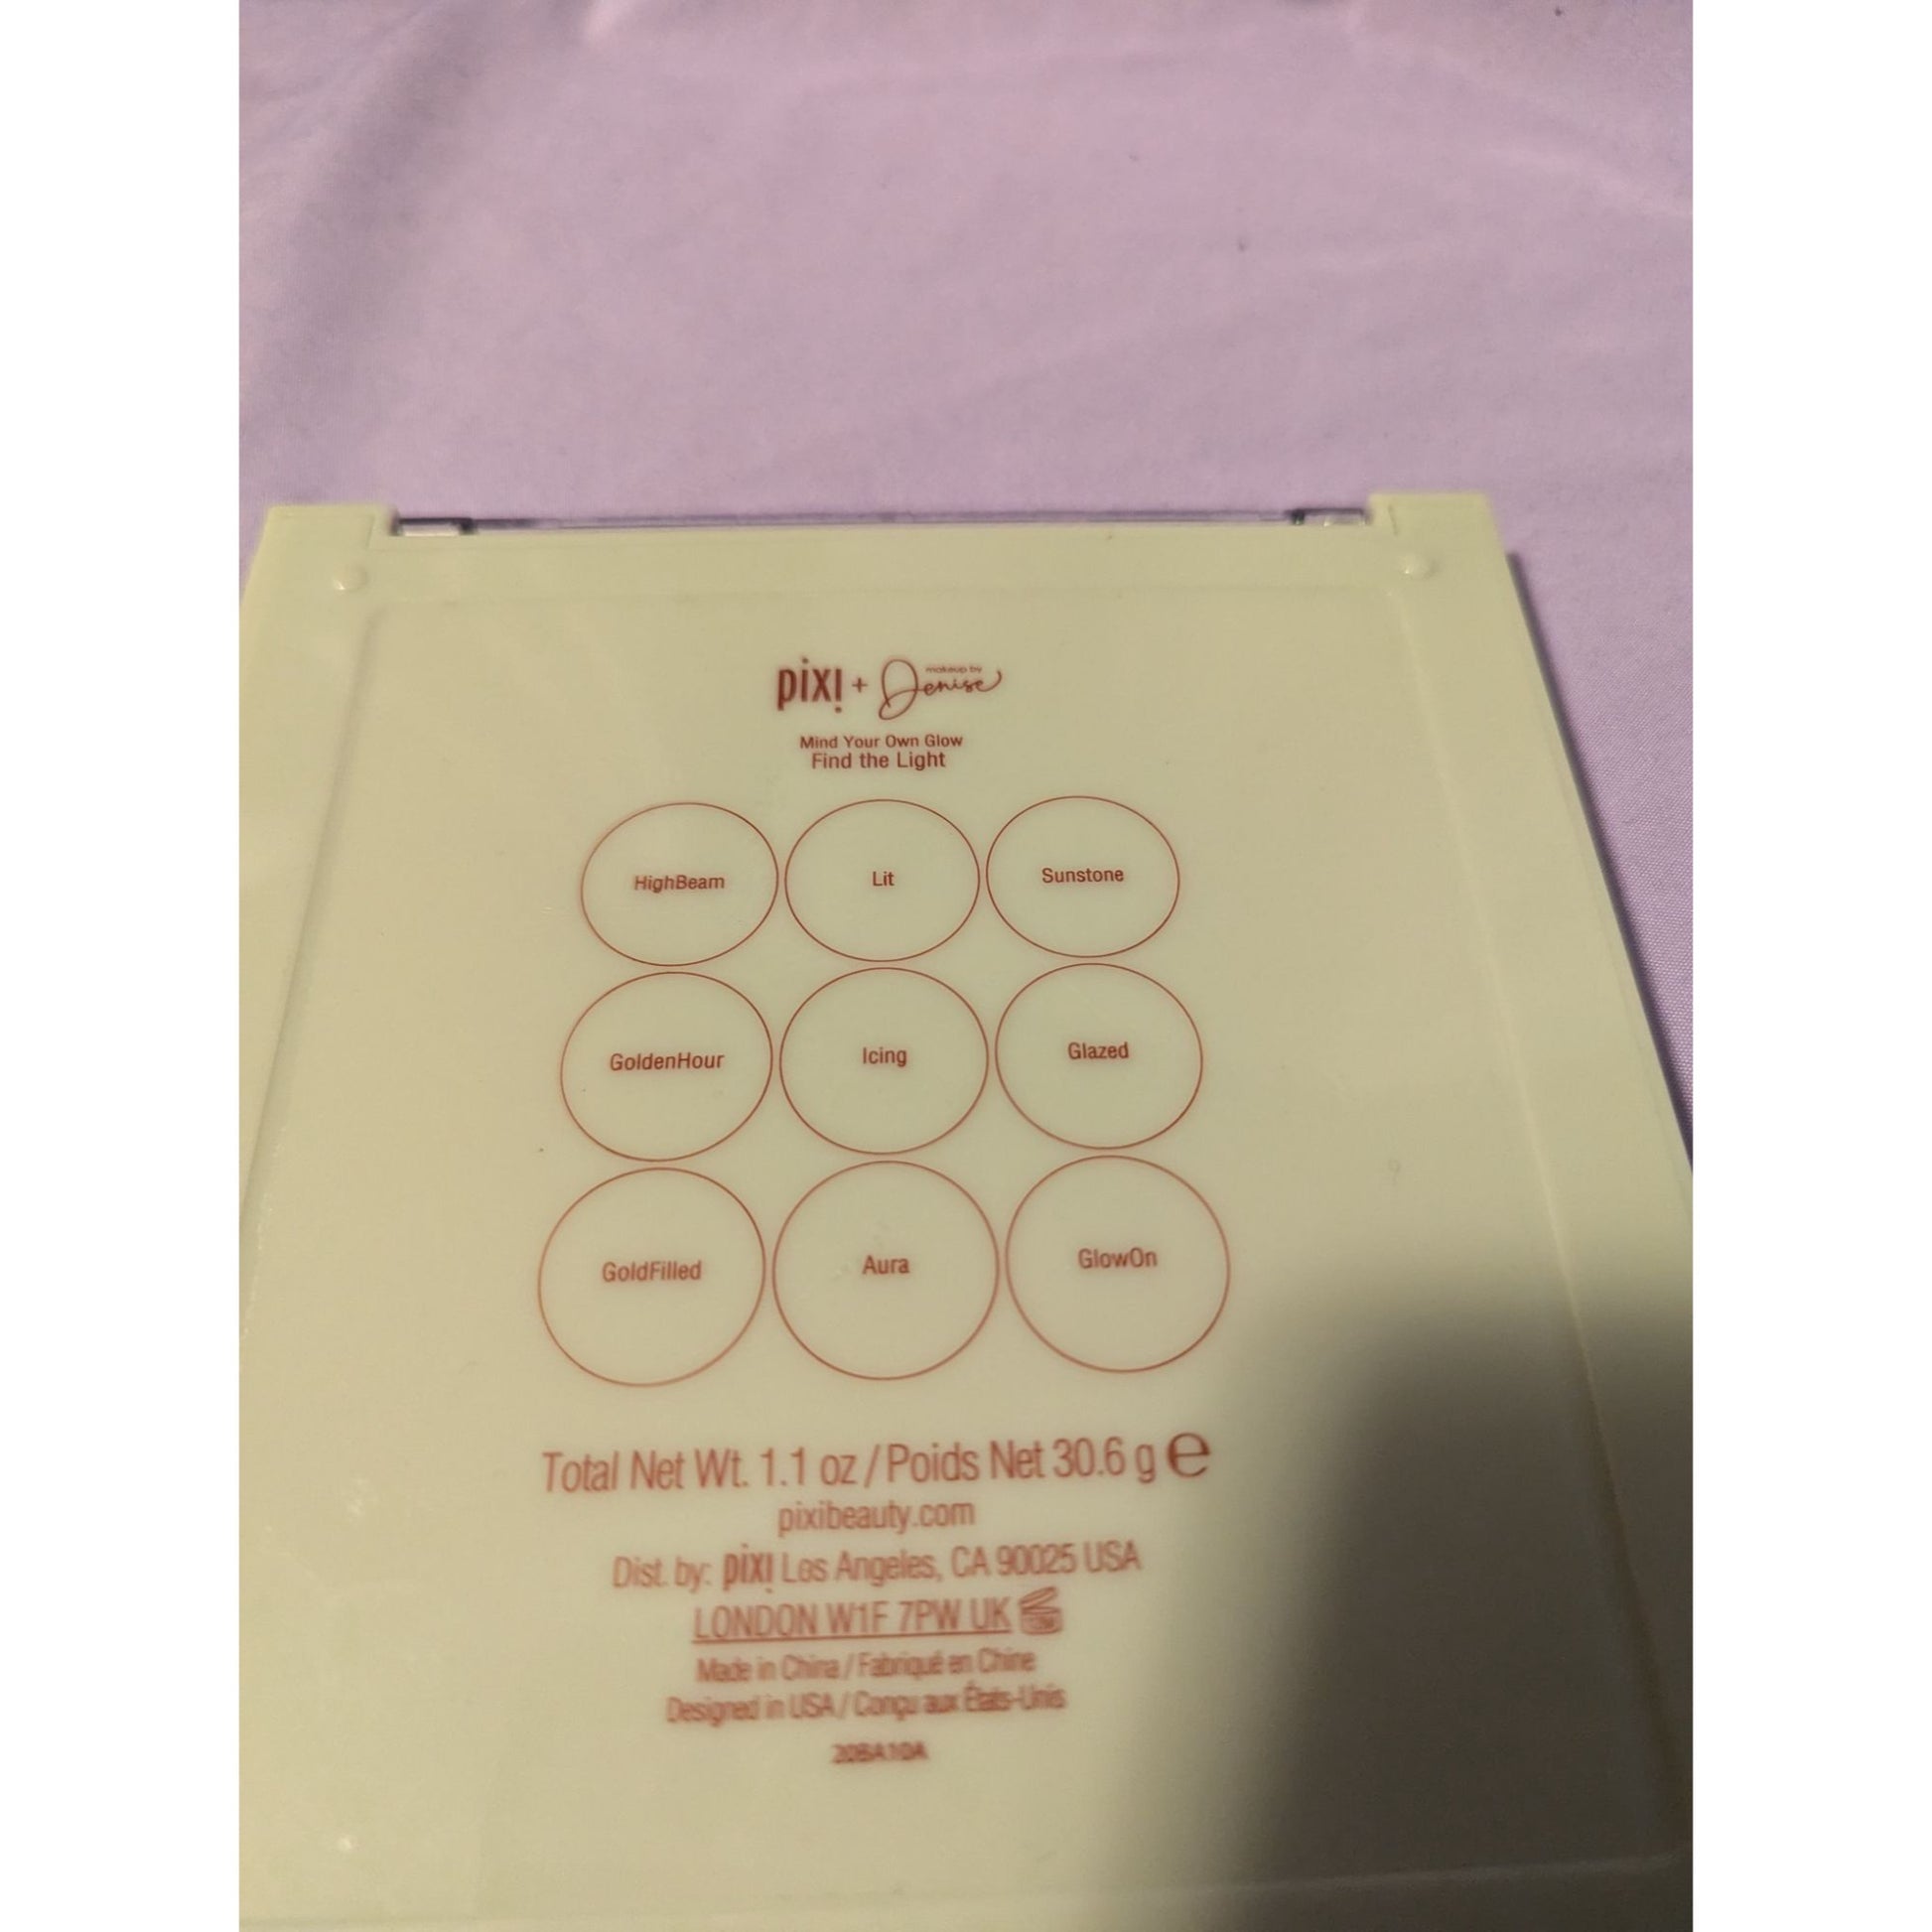 pixi + makeup by Denise
Mind Your Own Glow
Find the Light
HighBeam Lit Sunstone
GoldenHour Icing Glazed
GoldFilled Aura GlowOn
Total Net Wt. 1.1 oz / Poids Net 30.6 g ℮
pixibeauty.com
Dist. by: pixi Los Angeles, CA 90025 USA
LONDON W1F 7PW UK
Made in China / Fabriqué en Chine
Designed in USA / Conçu aux États-Unis